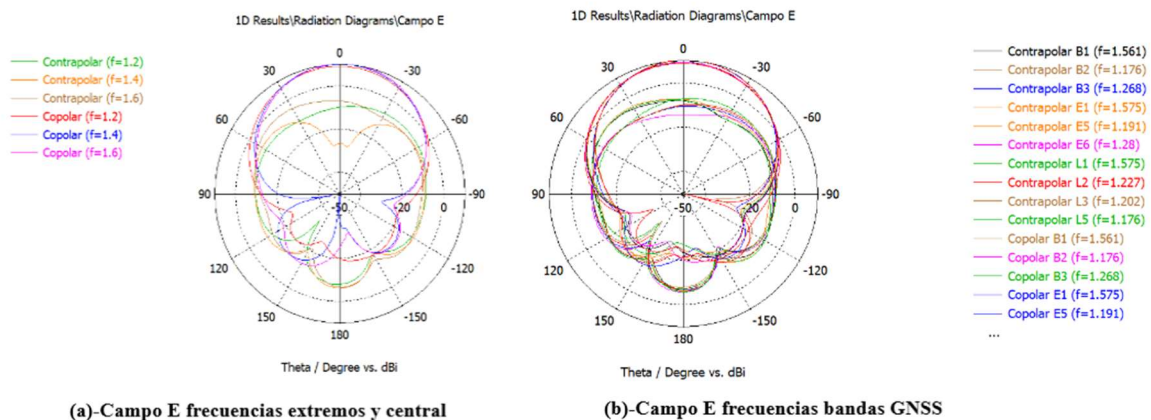 1D Results\Radiation Diagrams\Campo E
Contrapolar (f=1.2)
Contrapolar (f=1.4)
Contrapolar (f=1.6)
Copolar (f=1.2)
Copolar (f=1.4)
Copolar (f=1.6)
0
30
-30
60
-60
90
-50
-20
0
-90
120
-120
150
-150
180
Theta / Degree vs. dBi
(a)-Campo E frecuencias extremos y central
1D Results\Radiation Diagrams\Campo E
0
30
-30
60
-60
90
-50
-20
0
-90
120
-120
150
-150
180
Theta / Degree vs. dBi
Contrapolar B1 (f=1.561)
Contrapolar B2 (f=1.176)
Contrapolar B3 (f=1.268)
Contrapolar E1 (f=1.575)
Contrapolar E5 (f=1.191)
Contrapolar E6 (f=1.28)
Contrapolar L1 (f=1.575)
Contrapolar L2 (f=1.227)
Contrapolar L3 (f=1.202)
Contrapolar L5 (f=1.176)
Copolar B1 (f=1.561)
Copolar B2 (f=1.176)
Copolar B3 (f=1.268)
Copolar E1 (f=1.575)
Copolar E5 (f=1.191)
...
(b)-Campo E frecuencias bandas GNSS